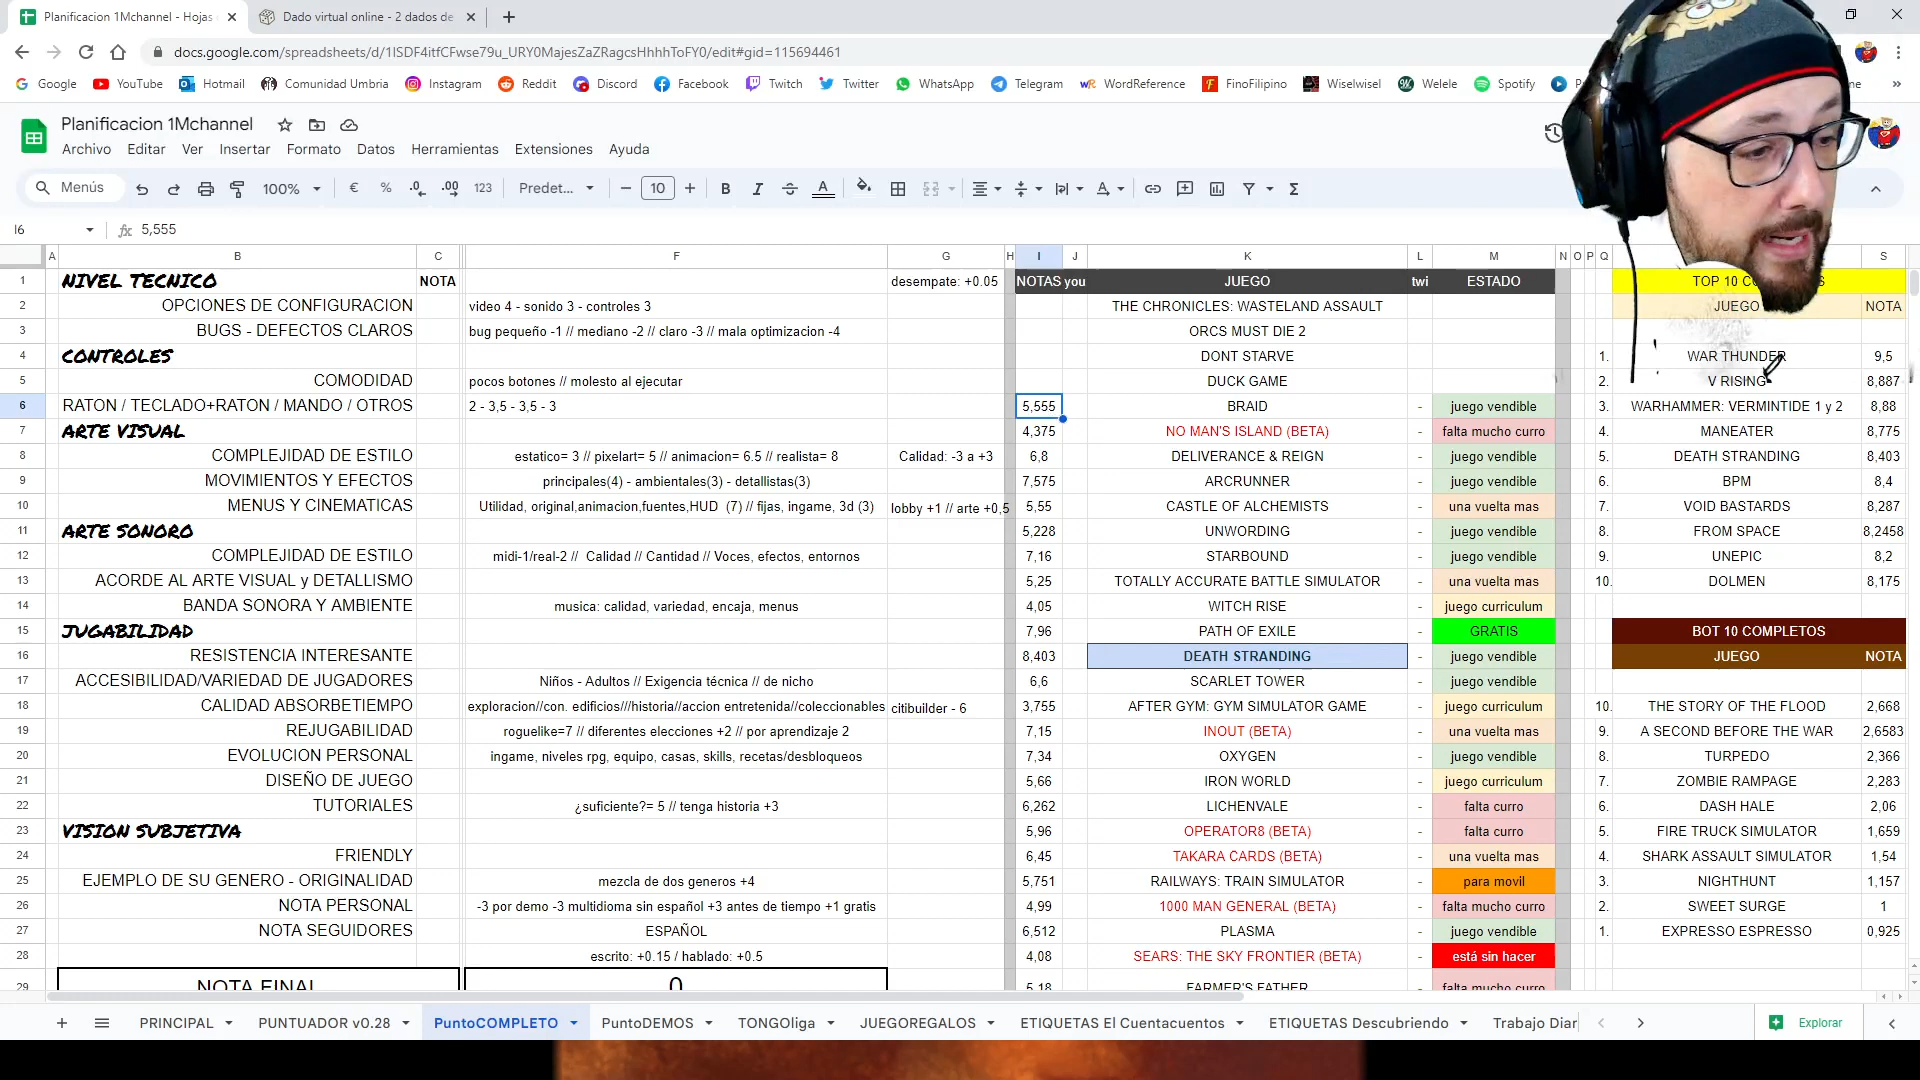 Planificacion 1Mchannel - Hojas
Dado virtual online - 2 dados de
docs.google.com/spreadsheets/d/1ISDF4itfCFwse79u_URY0MajesZaZRagcsHhhhToFY0/edit#gid=115694461
Google YouTube Hotmail Comunidad Umbria Instagram Reddit Discord Facebook Twitch Twitter WhatsApp Telegram WordReference FinoFilipino Wiselwisel Welele Spotify
Planificacion 1Mchannel
Archivo Editar Ver Insertar Formato Datos Herramientas Extensiones Ayuda
Menús 100% € % .0 .00 123 Predet... 10 B I A
I6 fx 5,555
A B C F G H I J K L M N O P Q S
1 NIVEL TECNICO NOTA desempate: +0.05 NOTAS you JUEGO twi ESTADO
2 OPCIONES DE CONFIGURACION video 4 - sonido 3 - controles 3 THE CHRONICLES: WASTELAND ASSAULT JUEGO NOTA
3 BUGS - DEFECTOS CLAROS bug pequeño -1 // mediano -2 // claro -3 // mala optimizacion -4 ORCS MUST DIE 2
4 CONTROLES DONT STARVE 1. WAR THUNDER 9,5
5 COMODIDAD pocos botones // molesto al ejecutar DUCK GAME 2. V RISING 8,887
6 RATON / TECLADO+RATON / MANDO / OTROS 2 - 3,5 - 3,5 - 3 5,555 BRAID - juego vendible 3. WARHAMMER: VERMINTIDE 1 y 2 8,88
7 ARTE VISUAL 4,375 NO MAN'S ISLAND (BETA) - falta mucho curro 4. MANEATER 8,775
8 COMPLEJIDAD DE ESTILO estatico= 3 // pixelart= 5 // animacion= 6.5 // realista= 8 Calidad: -3 a +3 6,8 DELIVERANCE & REIGN - juego vendible 5. DEATH STRANDING 8,403
9 MOVIMIENTOS Y EFECTOS principales(4) - ambientales(3) - detallistas(3) 7,575 ARCRUNNER - juego vendible 6. BPM 8,4
10 MENUS Y CINEMATICAS Utilidad, original,animacion,fuentes,HUD (7) // fijas, ingame, 3d (3) lobby +1 // arte +0,5 5,55 CASTLE OF ALCHEMISTS - una vuelta mas 7. VOID BASTARDS 8,287
11 ARTE SONORO 5,228 UNWORDING - juego vendible 8. FROM SPACE 8,2458
12 COMPLEJIDAD DE ESTILO midi-1/real-2 // Calidad // Cantidad // Voces, efectos, entornos 7,16 STARBOUND - juego vendible 9. UNEPIC 8,2
13 ACORDE AL ARTE VISUAL y DETALLISMO 5,25 TOTALLY ACCURATE BATTLE SIMULATOR - una vuelta mas 10. DOLMEN 8,175
14 BANDA SONORA Y AMBIENTE musica: calidad, variedad, encaja, menus 4,05 WITCH RISE - juego curriculum
15 JUGABILIDAD 7,96 PATH OF EXILE - GRATIS BOT 10 COMPLETOS
16 RESISTENCIA INTERESANTE 8,403 DEATH STRANDING - juego vendible JUEGO NOTA
17 ACCESIBILIDAD/VARIEDAD DE JUGADORES Niños - Adultos // Exigencia técnica // de nicho 6,6 SCARLET TOWER - juego vendible
18 CALIDAD ABSORBETIEMPO exploracion//con. edificios///historia//accion entretenida//coleccionables citibuilder - 6 3,755 AFTER GYM: GYM SIMULATOR GAME - juego curriculum 10. THE STORY OF THE FLOOD 2,668
19 REJUGABILIDAD roguelike=7 // diferentes elecciones +2 // por aprendizaje 2 7,15 INOUT (BETA) - una vuelta mas 9. A SECOND BEFORE THE WAR 2,6583
20 EVOLUCION PERSONAL ingame, niveles rpg, equipo, casas, skills, recetas/desbloqueos 7,34 OXYGEN - juego vendible 8. TURPEDO 2,366
21 DISEÑO DE JUEGO 5,66 IRON WORLD - juego curriculum 7. ZOMBIE RAMPAGE 2,283
22 TUTORIALES ¿suficiente?= 5 // tenga historia +3 6,262 LICHENVALE - falta curro 6. DASH HALE 2,06
23 VISION SUBJETIVA 5,96 OPERATOR8 (BETA) - falta curro 5. FIRE TRUCK SIMULATOR 1,659
24 FRIENDLY 6,45 TAKARA CARDS (BETA) - una vuelta mas 4. SHARK ASSAULT SIMULATOR 1,54
25 EJEMPLO DE SU GENERO - ORIGINALIDAD mezcla de dos generos +4 5,751 RAILWAYS: TRAIN SIMULATOR - para movil 3. NIGHTHUNT 1,157
26 NOTA PERSONAL -3 por demo -3 multidioma sin español +3 antes de tiempo +1 gratis 4,99 1000 MAN GENERAL (BETA) - falta mucho curro 2. SWEET SURGE 1
27 NOTA SEGUIDORES ESPAÑOL 6,512 PLASMA - juego vendible 1. EXPRESSO ESPRESSO 0,925
28 escrito: +0.15 / hablado: +0.5 4,08 SEARS: THE SKY FRONTIER (BETA) - está sin hacer
29 NOTA FINAL 0 5,18 FARMER'S FATHER - falta mucho curro
PRINCIPAL PUNTUADOR v0.28 PuntoCOMPLETO PuntoDEMOS TONGOliga JUEGOREGALOS ETIQUETAS El Cuentacuentos ETIQUETAS Descubriendo Trabajo Diar Explorar